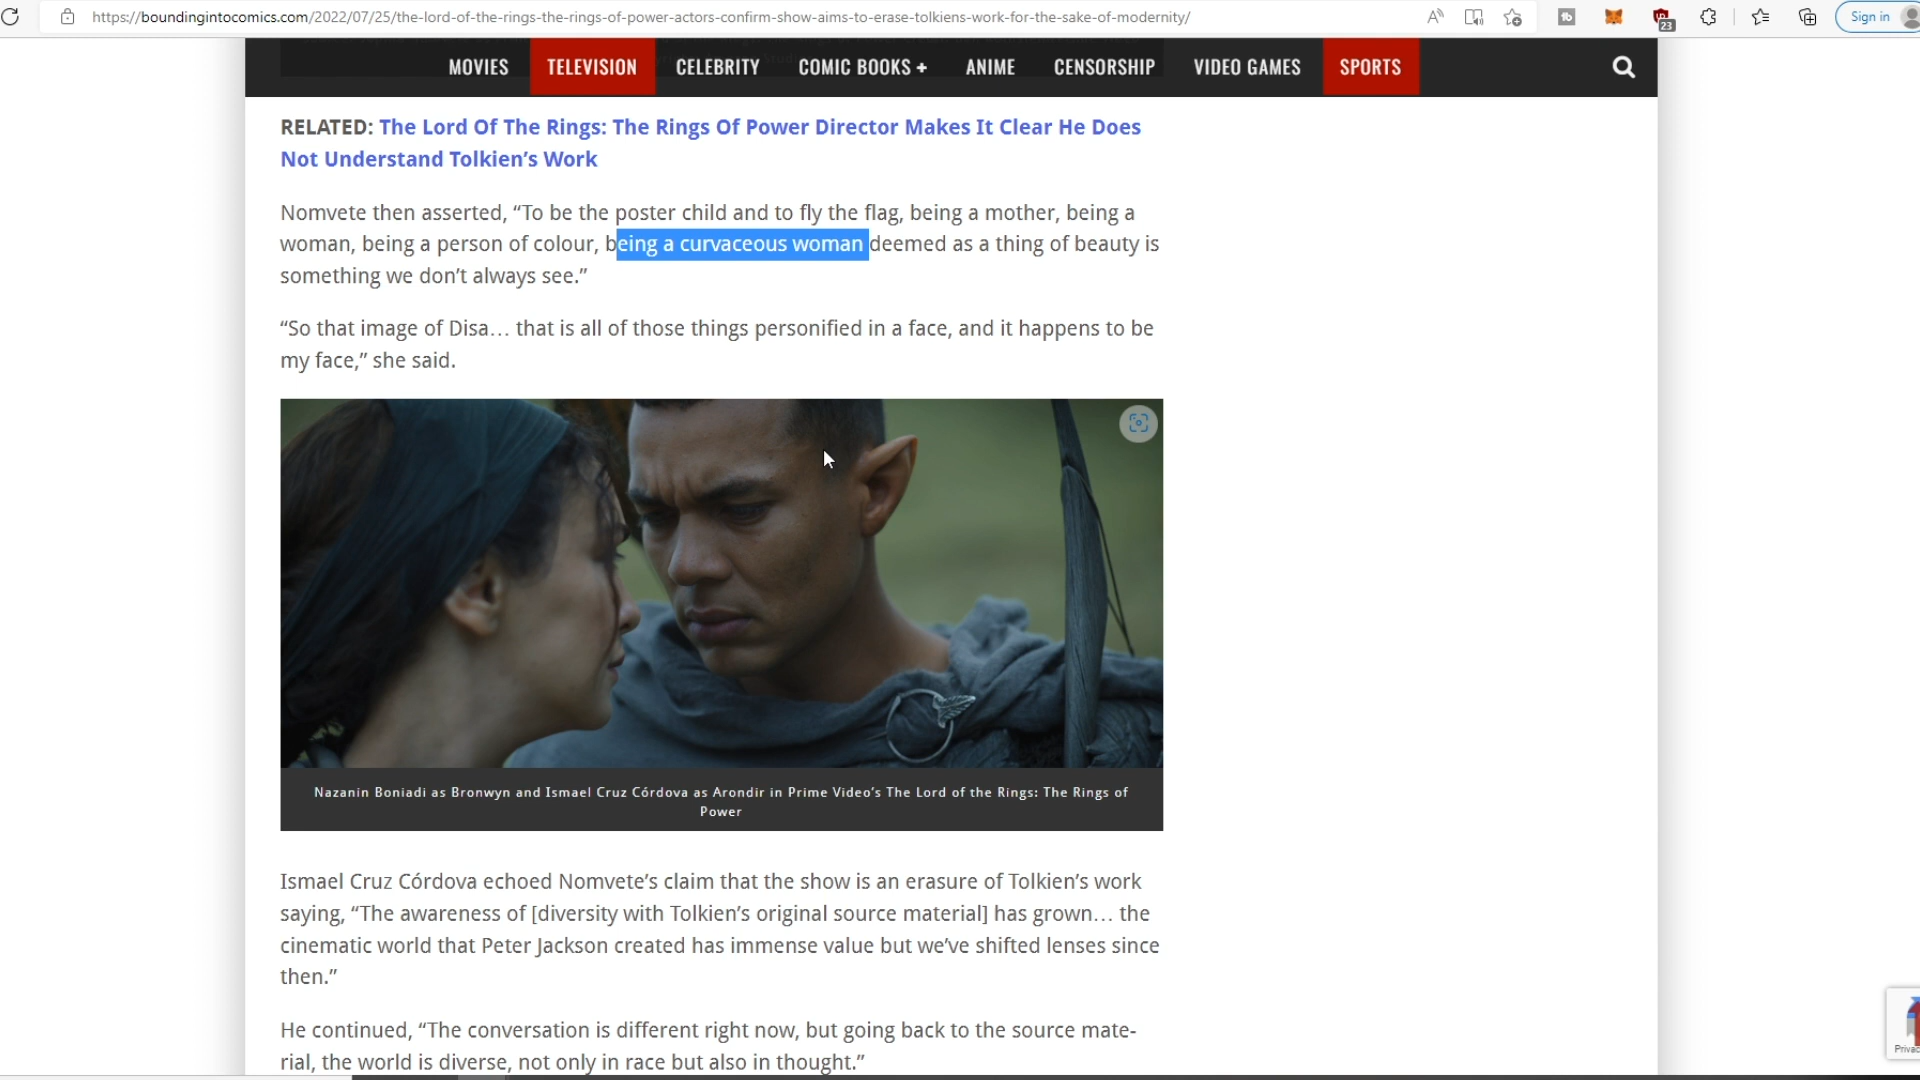 https://boundingintocomics.com/2022/07/25/the-lord-of-the-rings-the-rings-of-power-actors-confirm-show-aims-to-erase-tolkiens-work-for-the-sake-of-modernity/
Sign in
23
MOVIES TELEVISION CELEBRITY COMIC BOOKS + ANIME CENSORSHIP VIDEO GAMES SPORTS
RELATED: The Lord Of The Rings: The Rings Of Power Director Makes It Clear He Does
Not Understand Tolkien’s Work
Nomvete then asserted, “To be the poster child and to fly the flag, being a mother, being a
woman, being a person of colour, being a curvaceous woman deemed as a thing of beauty is
something we don’t always see.”
“So that image of Disa… that is all of those things personified in a face, and it happens to be
my face,” she said.
Nazanin Boniadi as Bronwyn and Ismael Cruz Córdova as Arondir in Prime Video’s The Lord of the Rings: The Rings of
Power
Ismael Cruz Córdova echoed Nomvete’s claim that the show is an erasure of Tolkien’s work
saying, “The awareness of [diversity with Tolkien’s original source material] has grown… the
cinematic world that Peter Jackson created has immense value but we’ve shifted lenses since
then.”
He continued, “The conversation is different right now, but going back to the source mate-
rial, the world is diverse, not only in race but also in thought.”